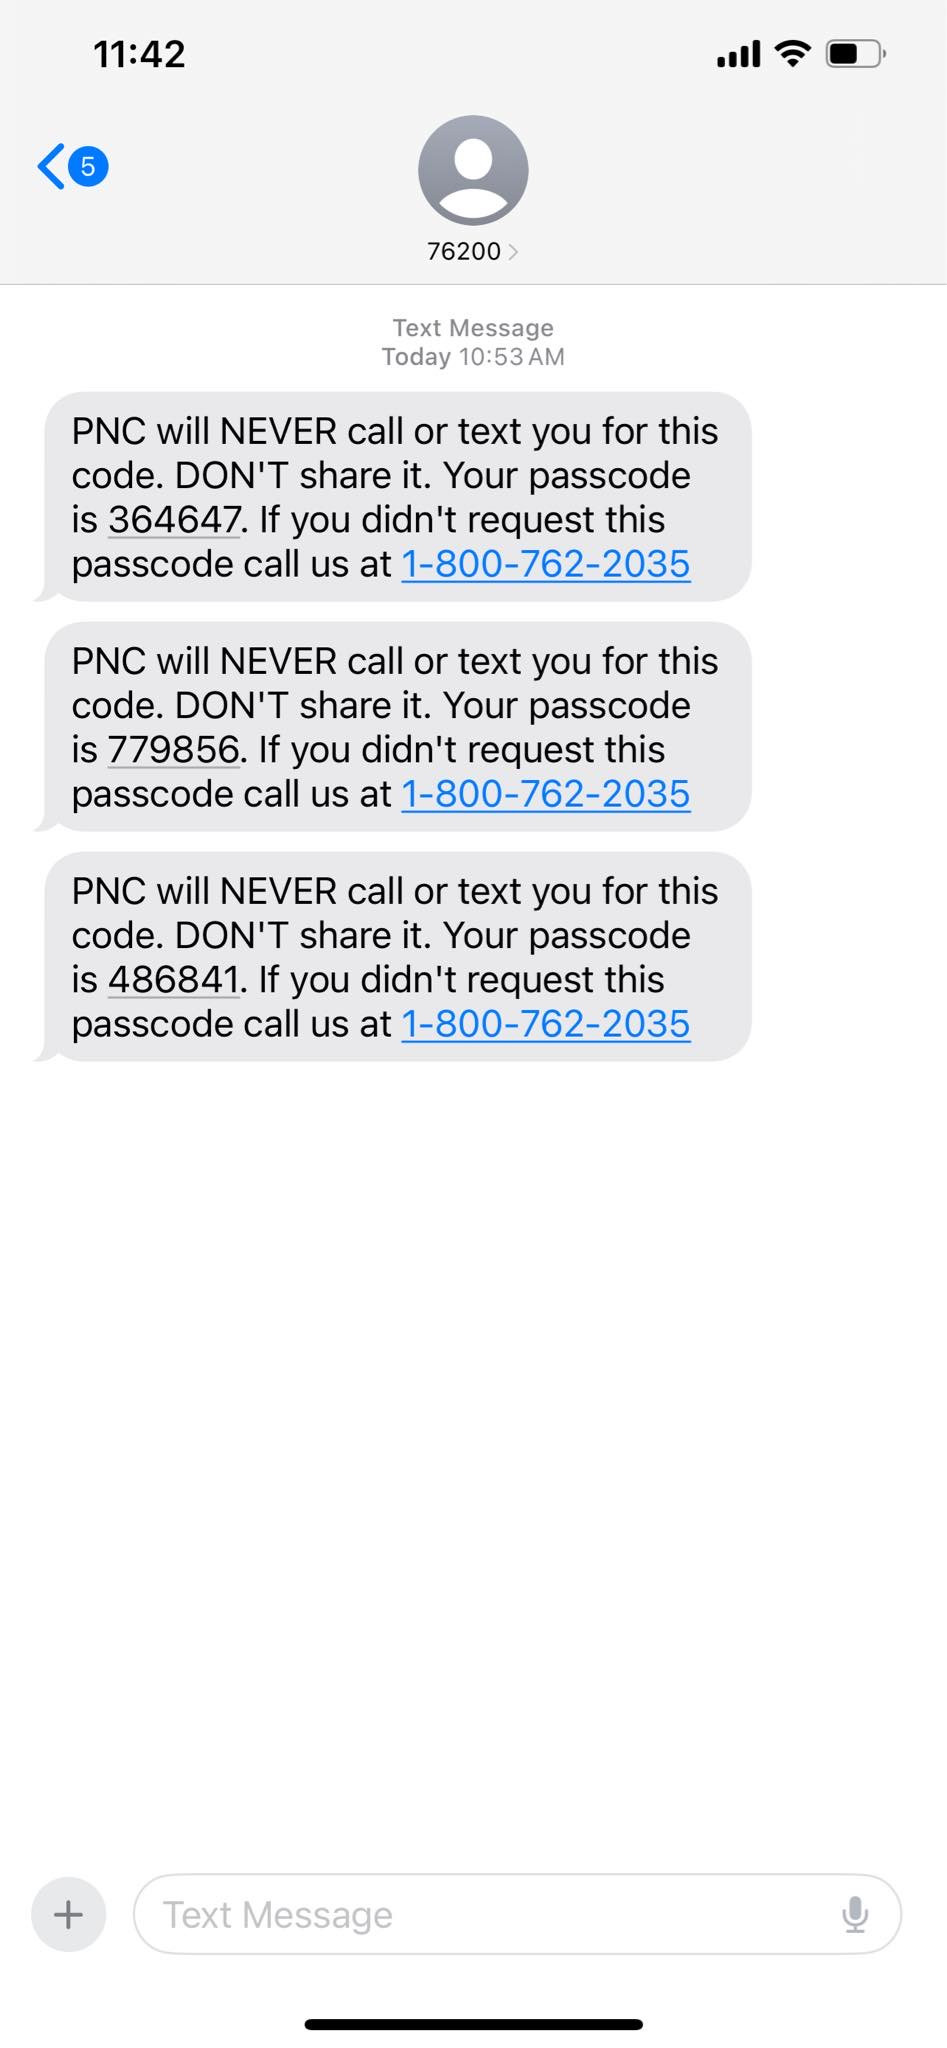 11:42
5
76200
Text Message
Today 10:53 AM
PNC will NEVER call or text you for this
code. DON'T share it. Your passcode
is 364647. If you didn't request this
passcode call us at 1-800-762-2035
PNC will NEVER call or text you for this
code. DON'T share it. Your passcode
is 779856. If you didn't request this
passcode call us at 1-800-762-2035
PNC will NEVER call or text you for this
code. DON'T share it. Your passcode
is 486841. If you didn't request this
passcode call us at 1-800-762-2035
Text Message